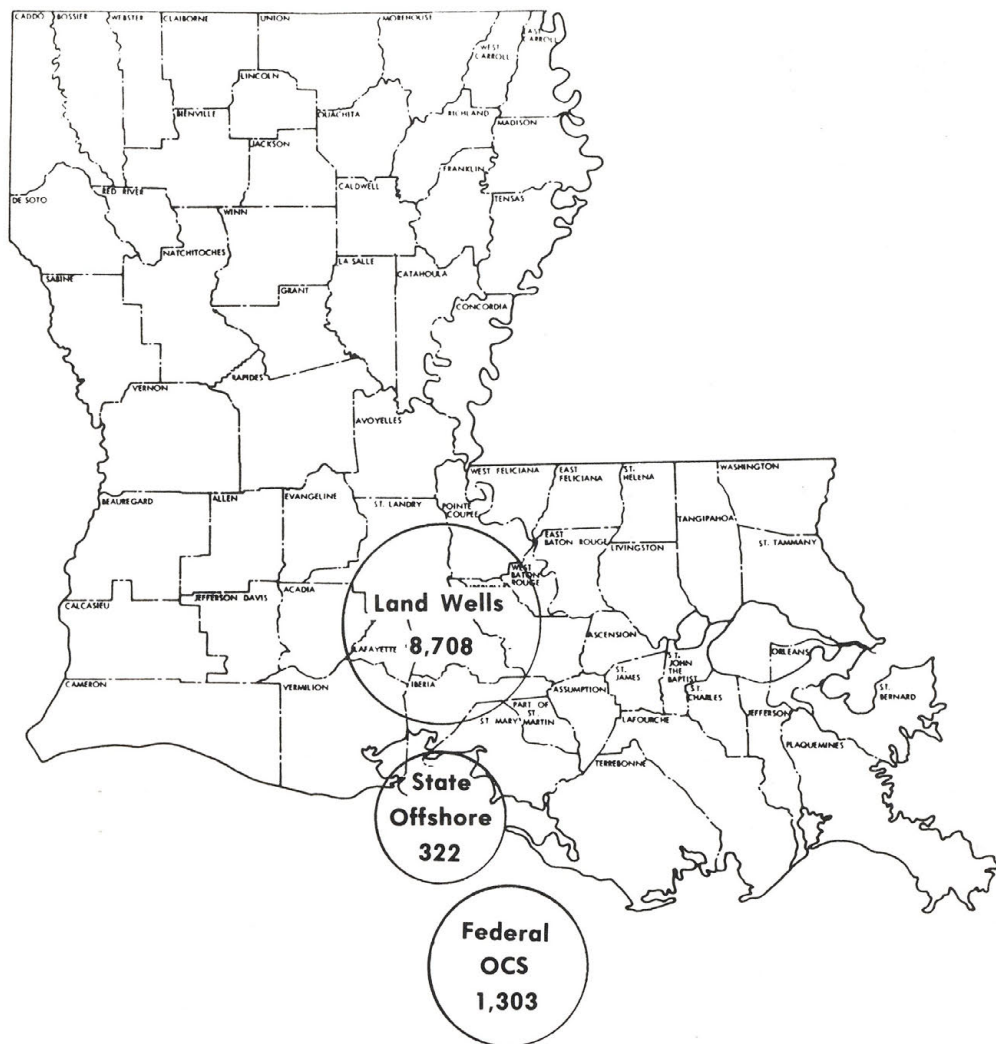 CADDO
BOSSIER
WEBSTER
CLAIBORNE
UNION
MOREHOUSE
WEST
CARROLL
EAST
CARROLL
LINCOLN
BIENVILLE
OUACHITA
RICHLAND
MADISON
JACKSON
FRANKLIN
CALDWELL
DE SOTO
RED RIVER
TENSAS
WINN
NATCHITOCHES
LA SALLE
CATAHOULA
SABINE
GRANT
CONCORDIA
RAPIDES
VERNON
AVOYELLES
WEST FELICIANA
EAST
FELICIANA
ST.
HELENA
WASHINGTON
BEAUREGARD
ALLEN
EVANGELINE
ST. LANDRY
POINTE
COUPEE
TANGIPAHOA
EAST
BATON ROUGE
LIVINGSTON
ST. TAMMANY
WEST
BATON
ROUGE
CALCASIEU
JEFFERSON DAVIS
ACADIA
Land Wells
8,708
LAFAYETTE
ASCENSION
ST.
JOHN
THE
BAPTIST
ORLEANS
CAMERON
VERMILION
IBERIA
ASSUMPTION
ST.
JAMES
ST.
CHARLES
ST.
BERNARD
PART OF
ST.
MARTIN
ST MARY
LAFOURCHE
JEFFERSON
PLAQUEMINES
TERREBONNE
State
Offshore
322
Federal
OCS
1,303